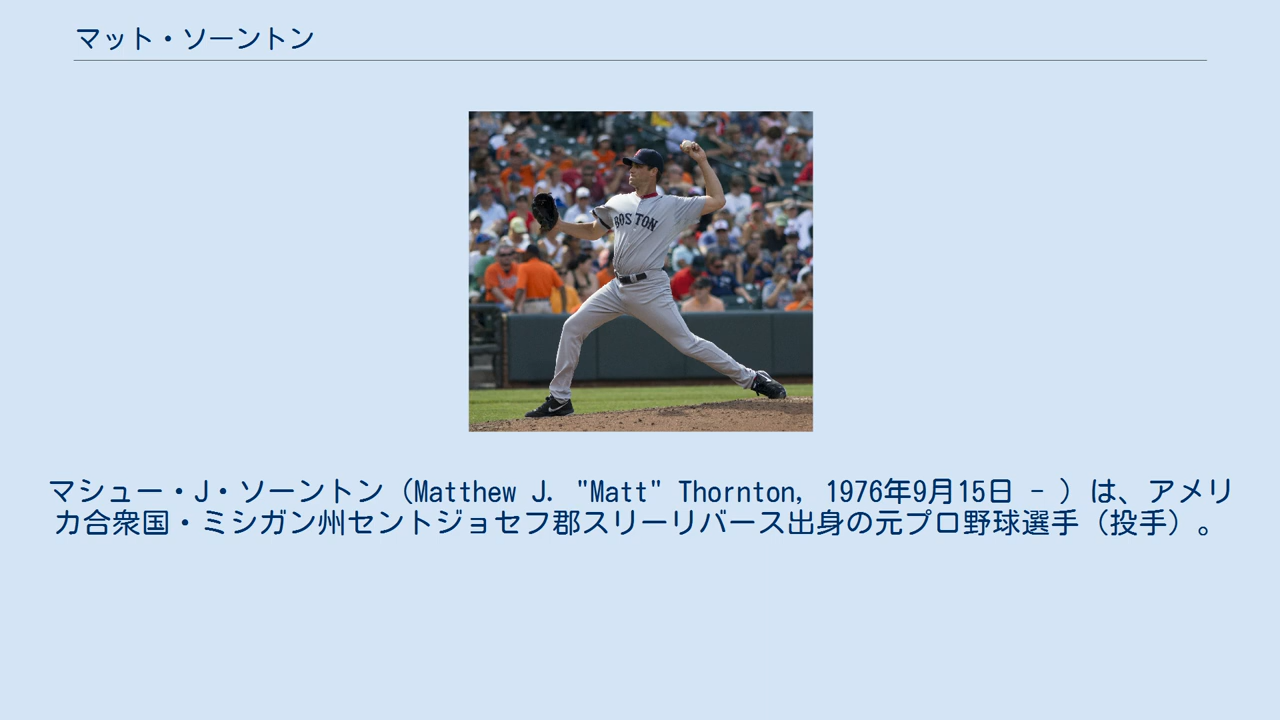 マット・ソーントン
BOSTON
マシュー・J・ソーントン（Matthew J. "Matt" Thornton, 1976年9月15日 - ）は、アメリ
カ合衆国・ミシガン州セントジョセフ郡スリーリバース出身の元プロ野球選手（投手）。